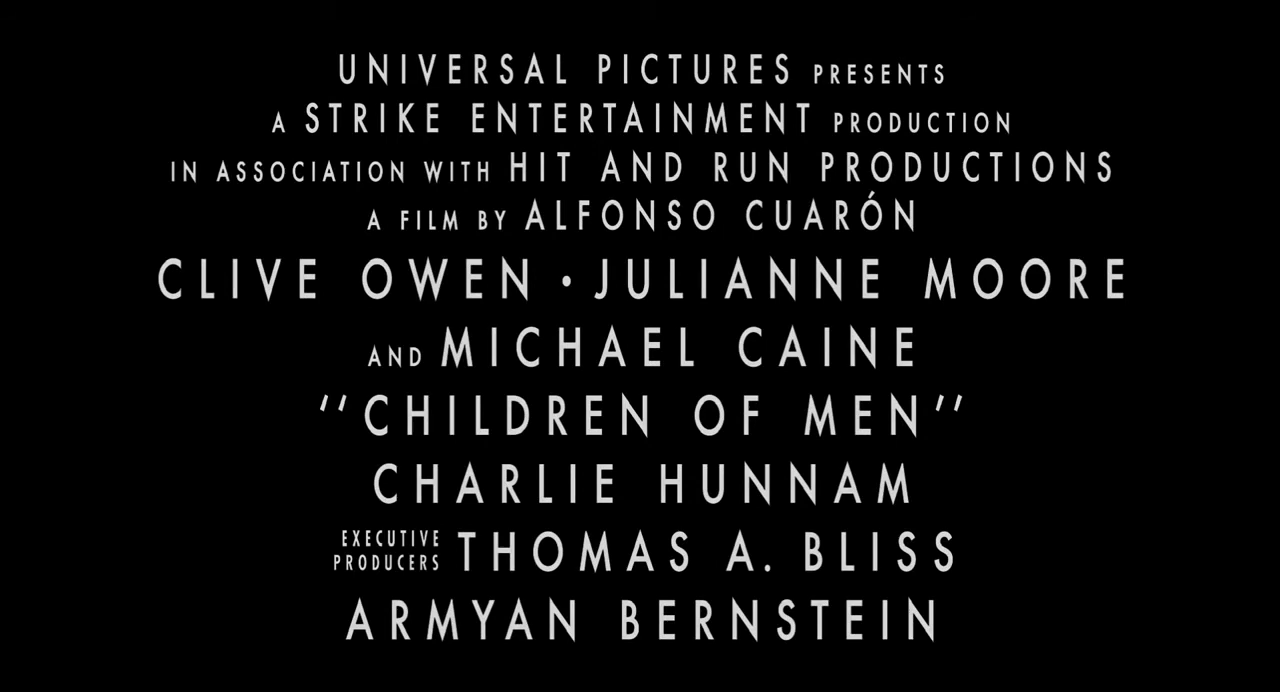 UNIVERSAL PICTURES PRESENTS
A STRIKE ENTERTAINMENT PRODUCTION
IN ASSOCIATION WITH HIT AND RUN PRODUCTIONS
A FILM BY ALFONSO CUARÓN
CLIVE OWEN • JULIANNE MOORE
AND MICHAEL CAINE
"CHILDREN OF MEN"
CHARLIE HUNNAM
EXECUTIVE PRODUCERS THOMAS A. BLISS
ARMYAN BERNSTEIN